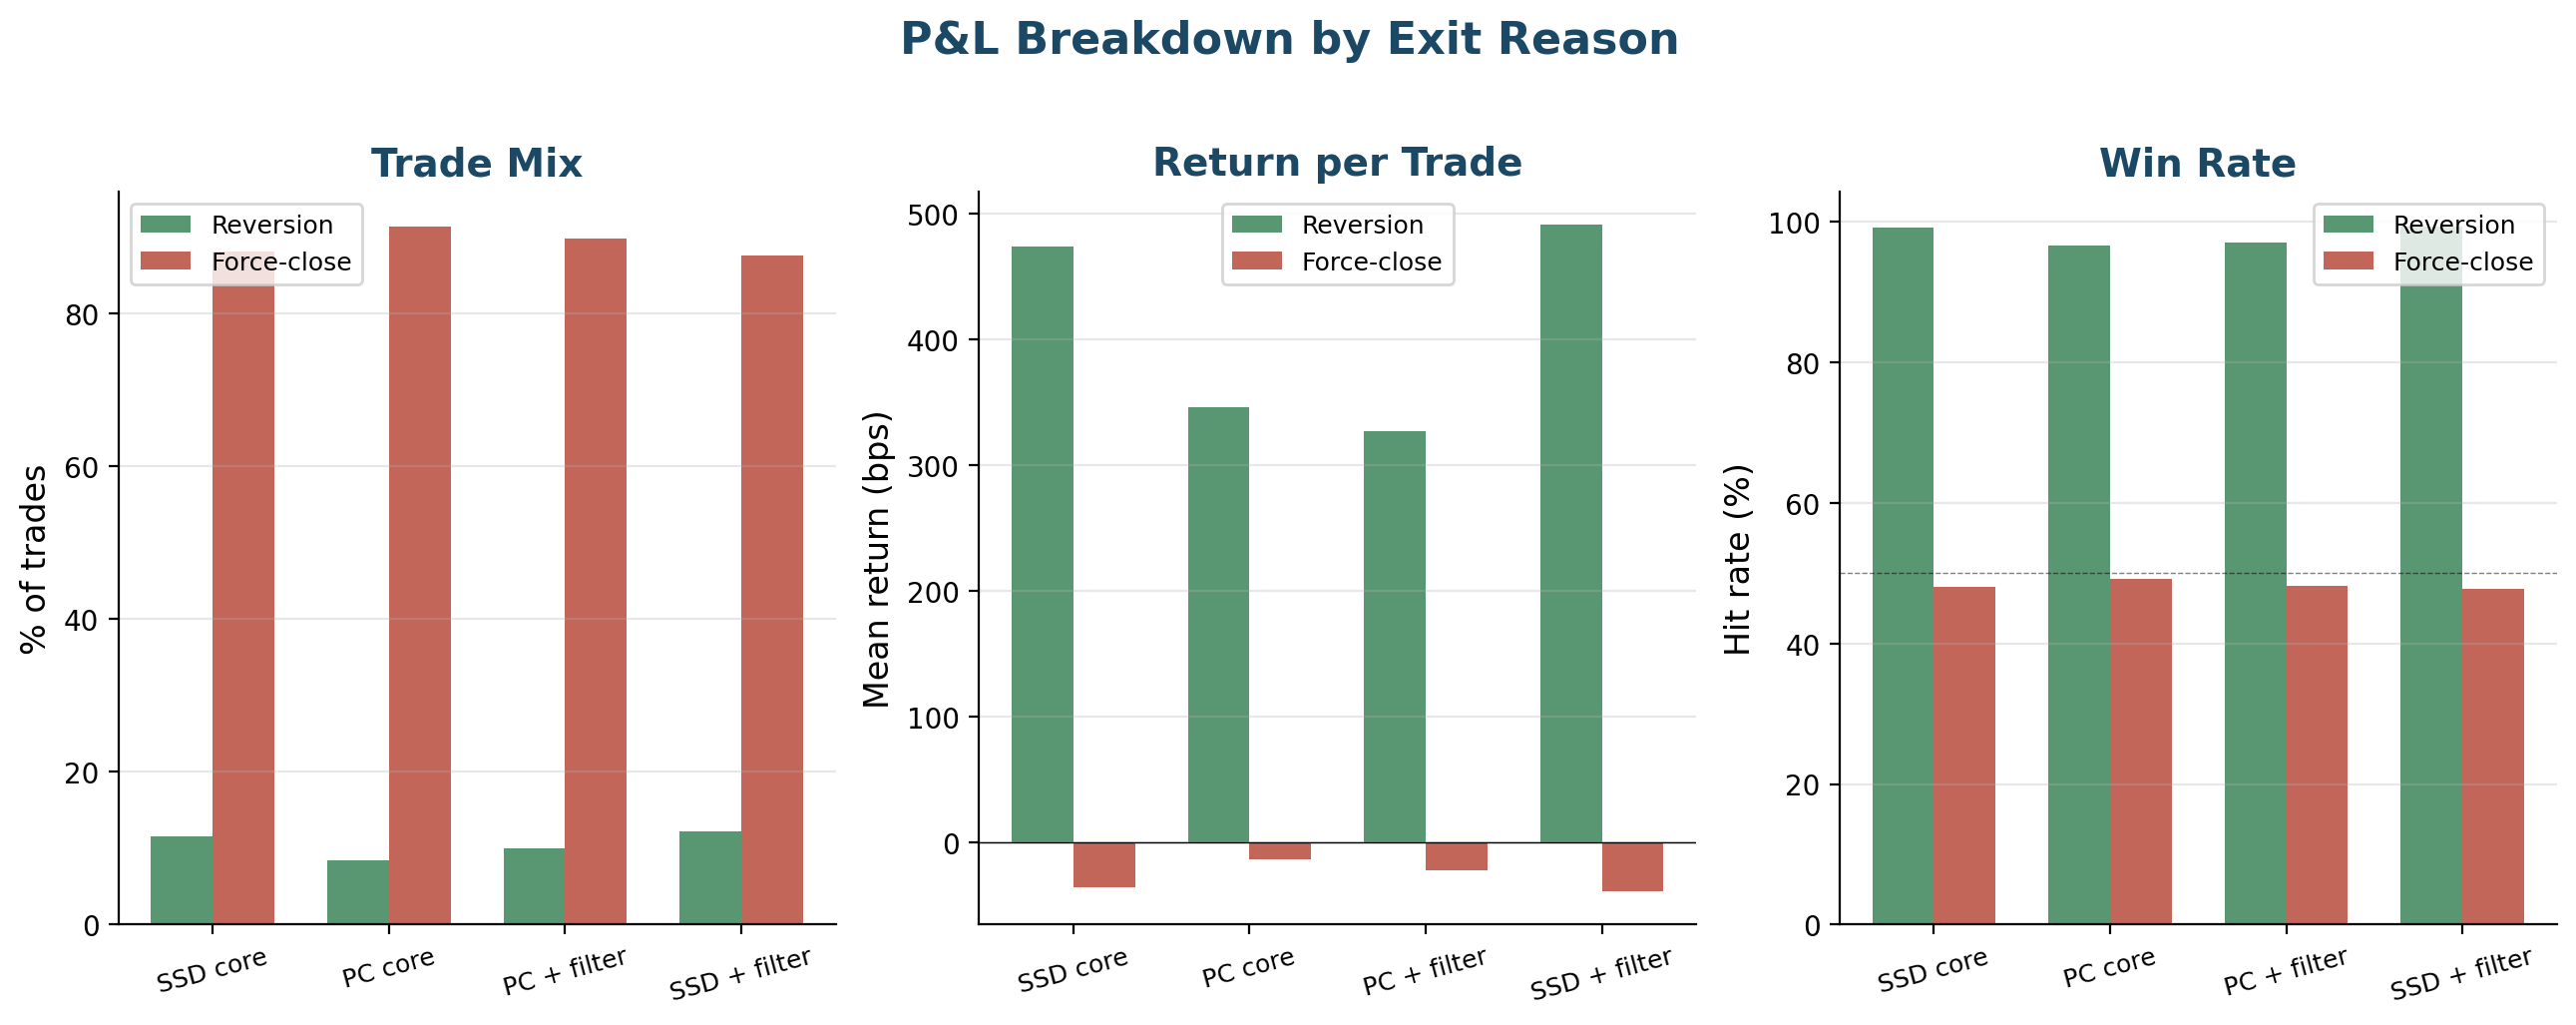 P&L Breakdown by Exit Reason
Trade Mix
% of trades
80
60
40
20
0
Reversion
Force-close
SSD core
PC core
PC + filter
SSD + filter
Return per Trade
Mean return (bps)
500
400
300
200
100
0
Reversion
Force-close
SSD core
PC core
PC + filter
SSD + filter
Win Rate
Hit rate (%)
100
80
60
40
20
0
Reversion
Force-close
SSD core
PC core
PC + filter
SSD + filter